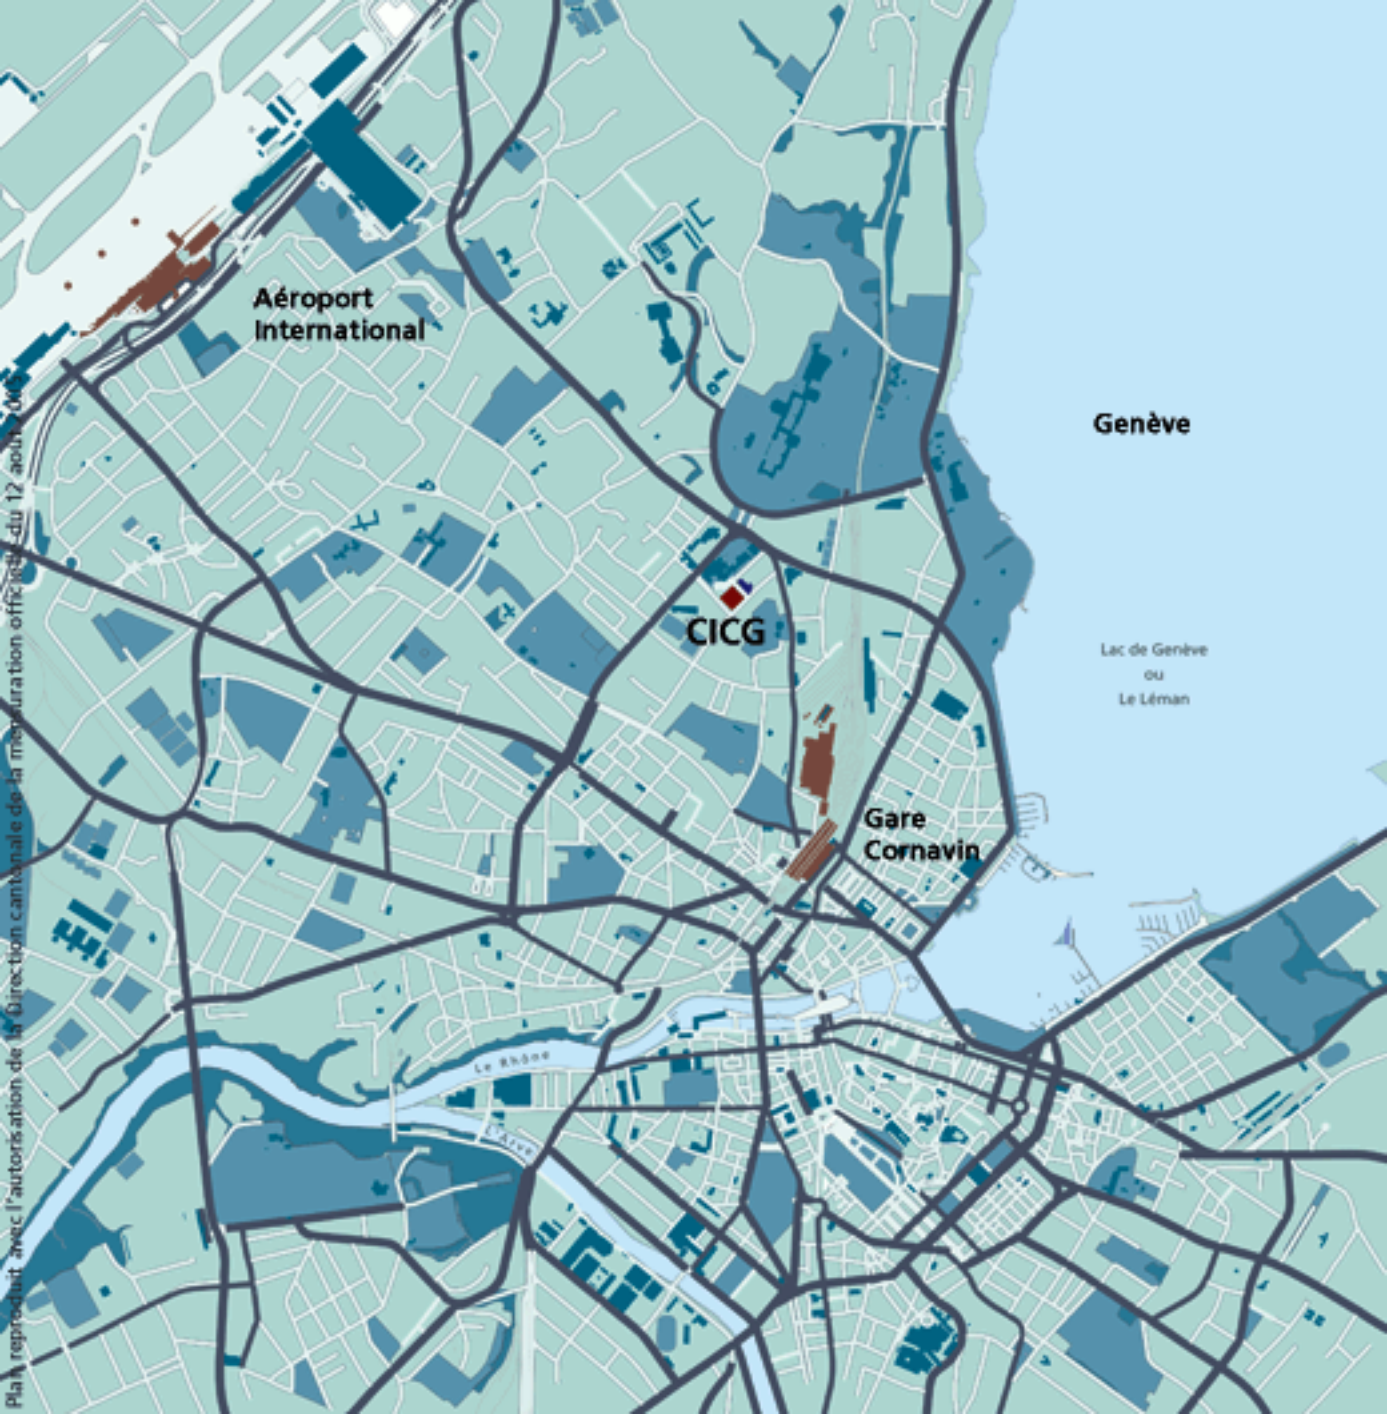 Aéroport
International
Genève
CICG
Lac de Genève
ou
Le Léman
Gare
Cornavin
Le Rhône
L'Arve
Plan reproduit avec l'autorisation de la Direction cantonale de la mensuration officielle du 12 août 2005